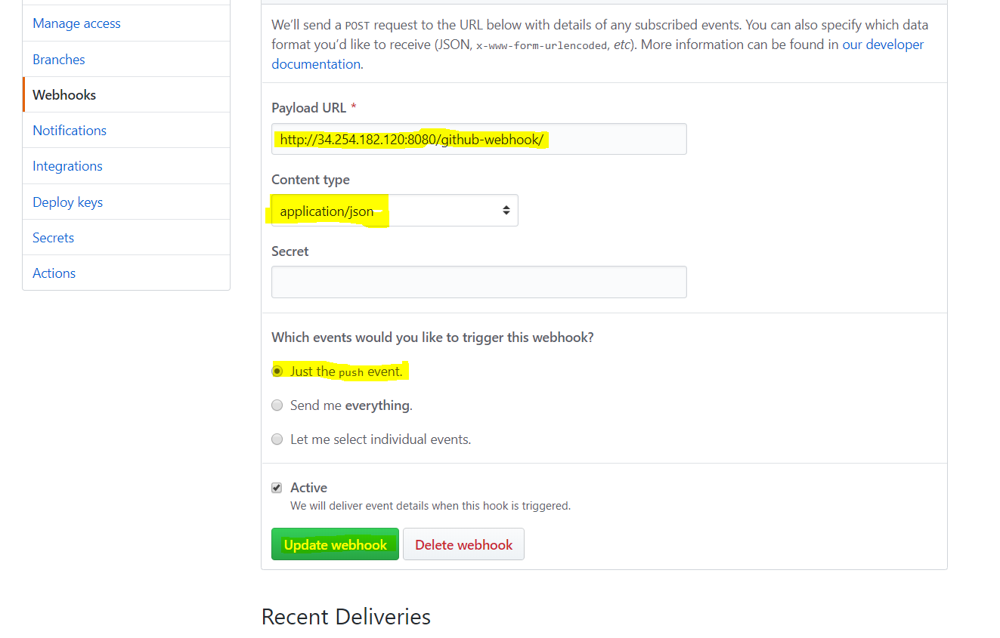 Manage access
Branches
Webhooks
Notifications
Integrations
Deploy keys
Secrets
Actions
We’ll send a POST request to the URL below with details of any subscribed events. You can also specify which data
format you’d like to receive (JSON, x-www-form-urlencoded, etc). More information can be found in our developer
documentation.
Payload URL *
http://34.254.182.120:8080/github-webhook/
Content type
application/json
Secret
Which events would you like to trigger this webhook?
Just the push event.
Send me everything.
Let me select individual events.
Active
We will deliver event details when this hook is triggered.
Update webhook
Delete webhook
Recent Deliveries